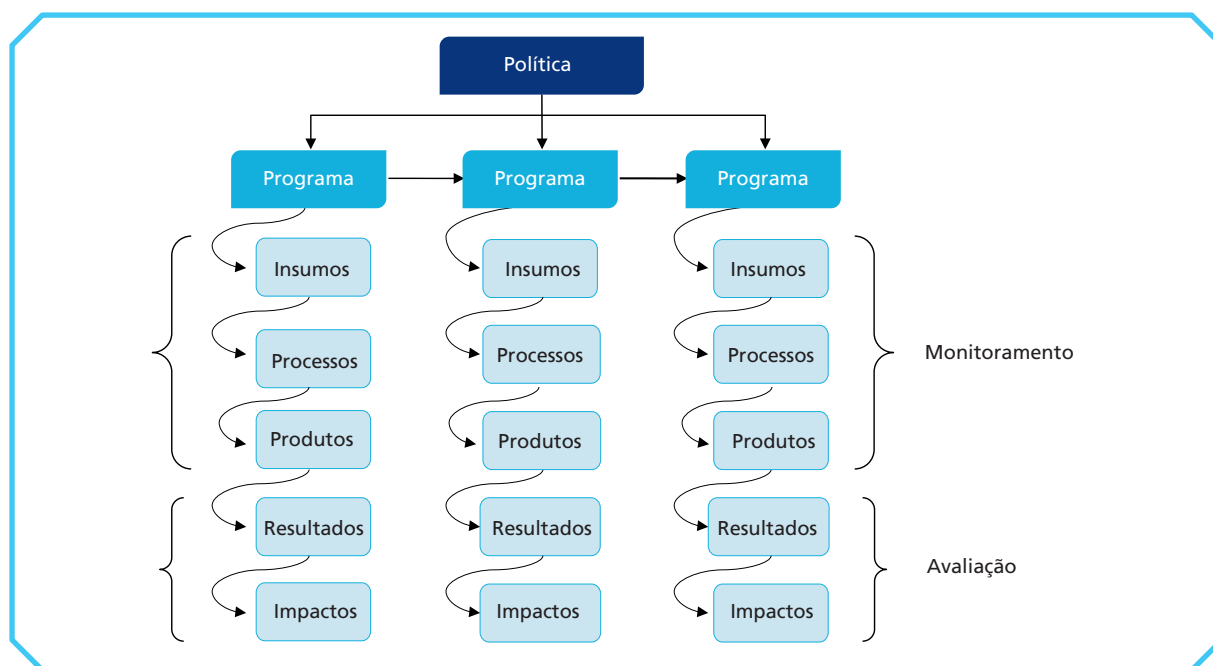 Política
Programa
Programa
Programa
Insumos
Insumos
Insumos
Processos
Processos
Processos
Monitoramento
Produtos
Produtos
Produtos
Resultados
Resultados
Resultados
Avaliação
Impactos
Impactos
Impactos